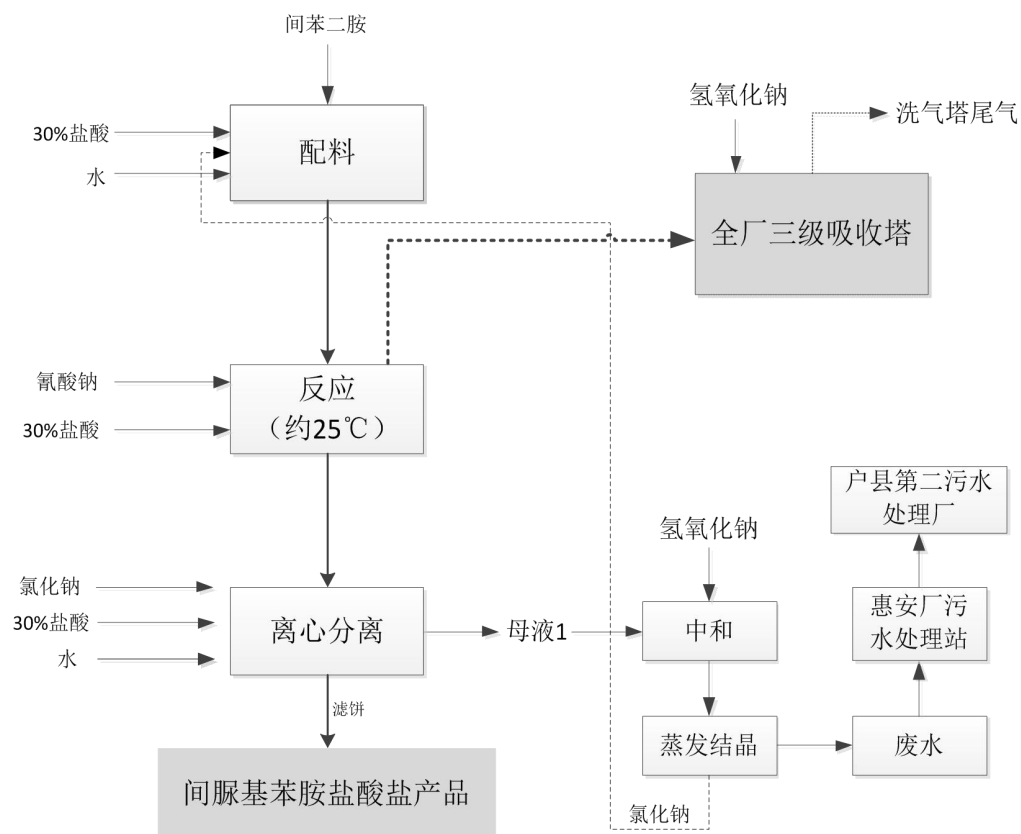 间苯二胺
30%盐酸
水
配料
氢氧化钠
洗气塔尾气
全厂三级吸收塔
氰酸钠
30%盐酸
反应
（约25℃）
氯化钠
30%盐酸
水
离心分离
母液1
氢氧化钠
中和
蒸发结晶
废水
惠安厂污
水处理站
户县第二污水
处理厂
滤饼
氯化钠
间脲基苯胺盐酸盐产品